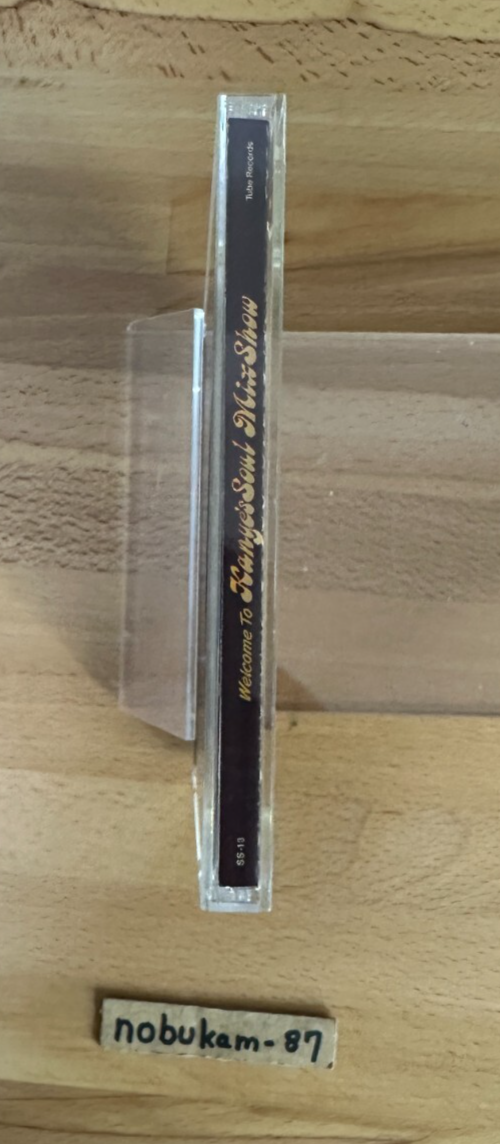 Tube Records
Welcome To Kanye's Soul Mix Show
SS-13
nobukam-87